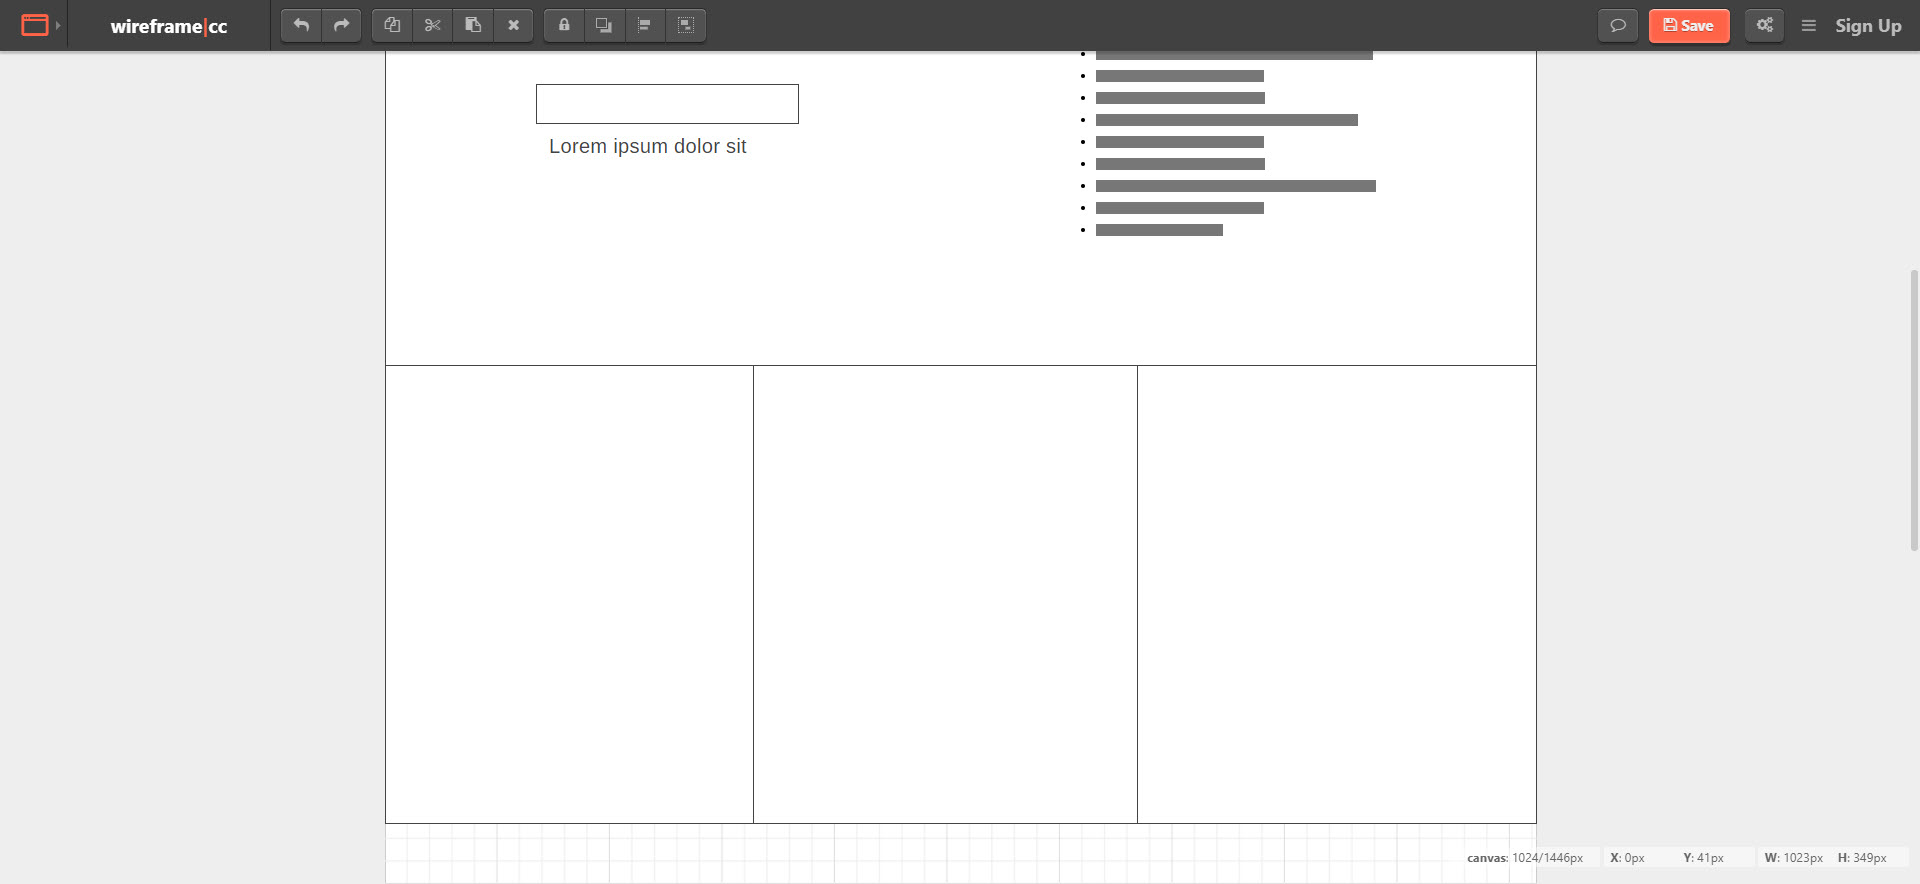 wireframe|cc
Save
Sign Up
Lorem ipsum dolor sit
canvas: 1024/1446px X: 0px Y: 41px W: 1023px H: 349px